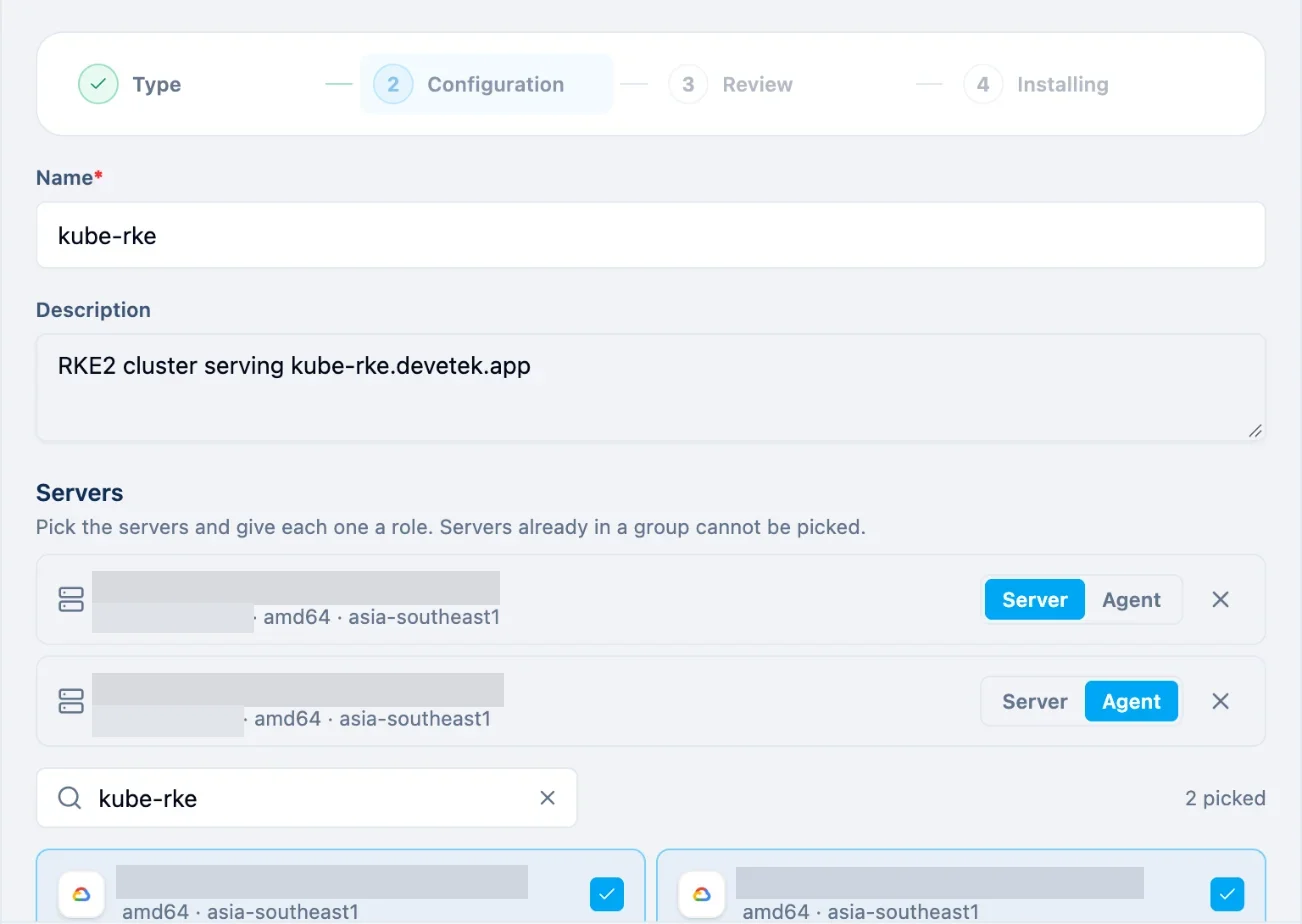 Type
2 Configuration
3 Review
4 Installing
Name*
kube-rke
Description
RKE2 cluster serving kube-rke.devetek.app
Servers
Pick the servers and give each one a role. Servers already in a group cannot be picked.
· amd64 · asia-southeast1
Server Agent
· amd64 · asia-southeast1
Server Agent
kube-rke
2 picked
amd64 · asia-southeast1
amd64 · asia-southeast1